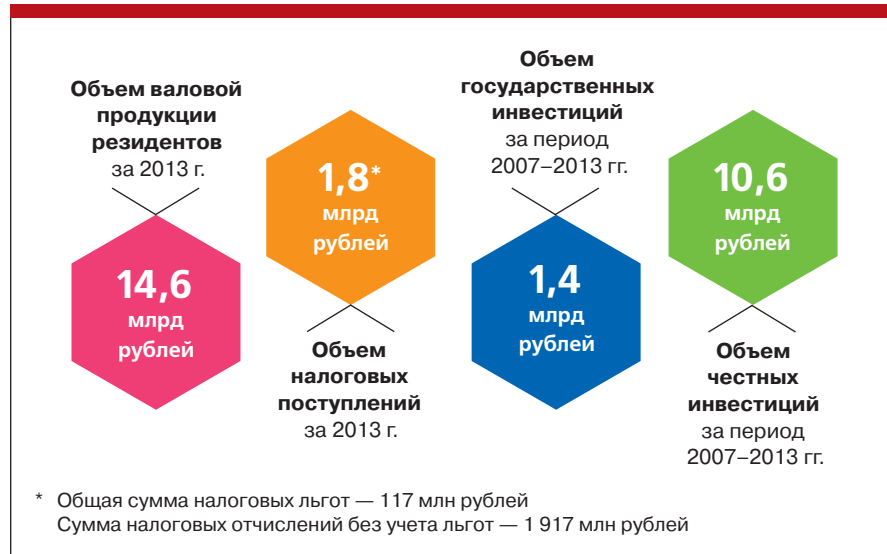 Объем валовой
продукции
резидентов
за 2013 г.
14,6
млрд
рублей
1,8*
млрд
рублей
Объем
налоговых
поступлений
за 2013 г.
Объем
государственных
инвестиций
за период
2007–2013 гг.
1,4
млрд
рублей
10,6
млрд
рублей
Объем
честных
инвестиций
за период
2007–2013 гг.
* Общая сумма налоговых льгот — 117 млн рублей
Сумма налоговых отчислений без учета льгот — 1 917 млн рублей